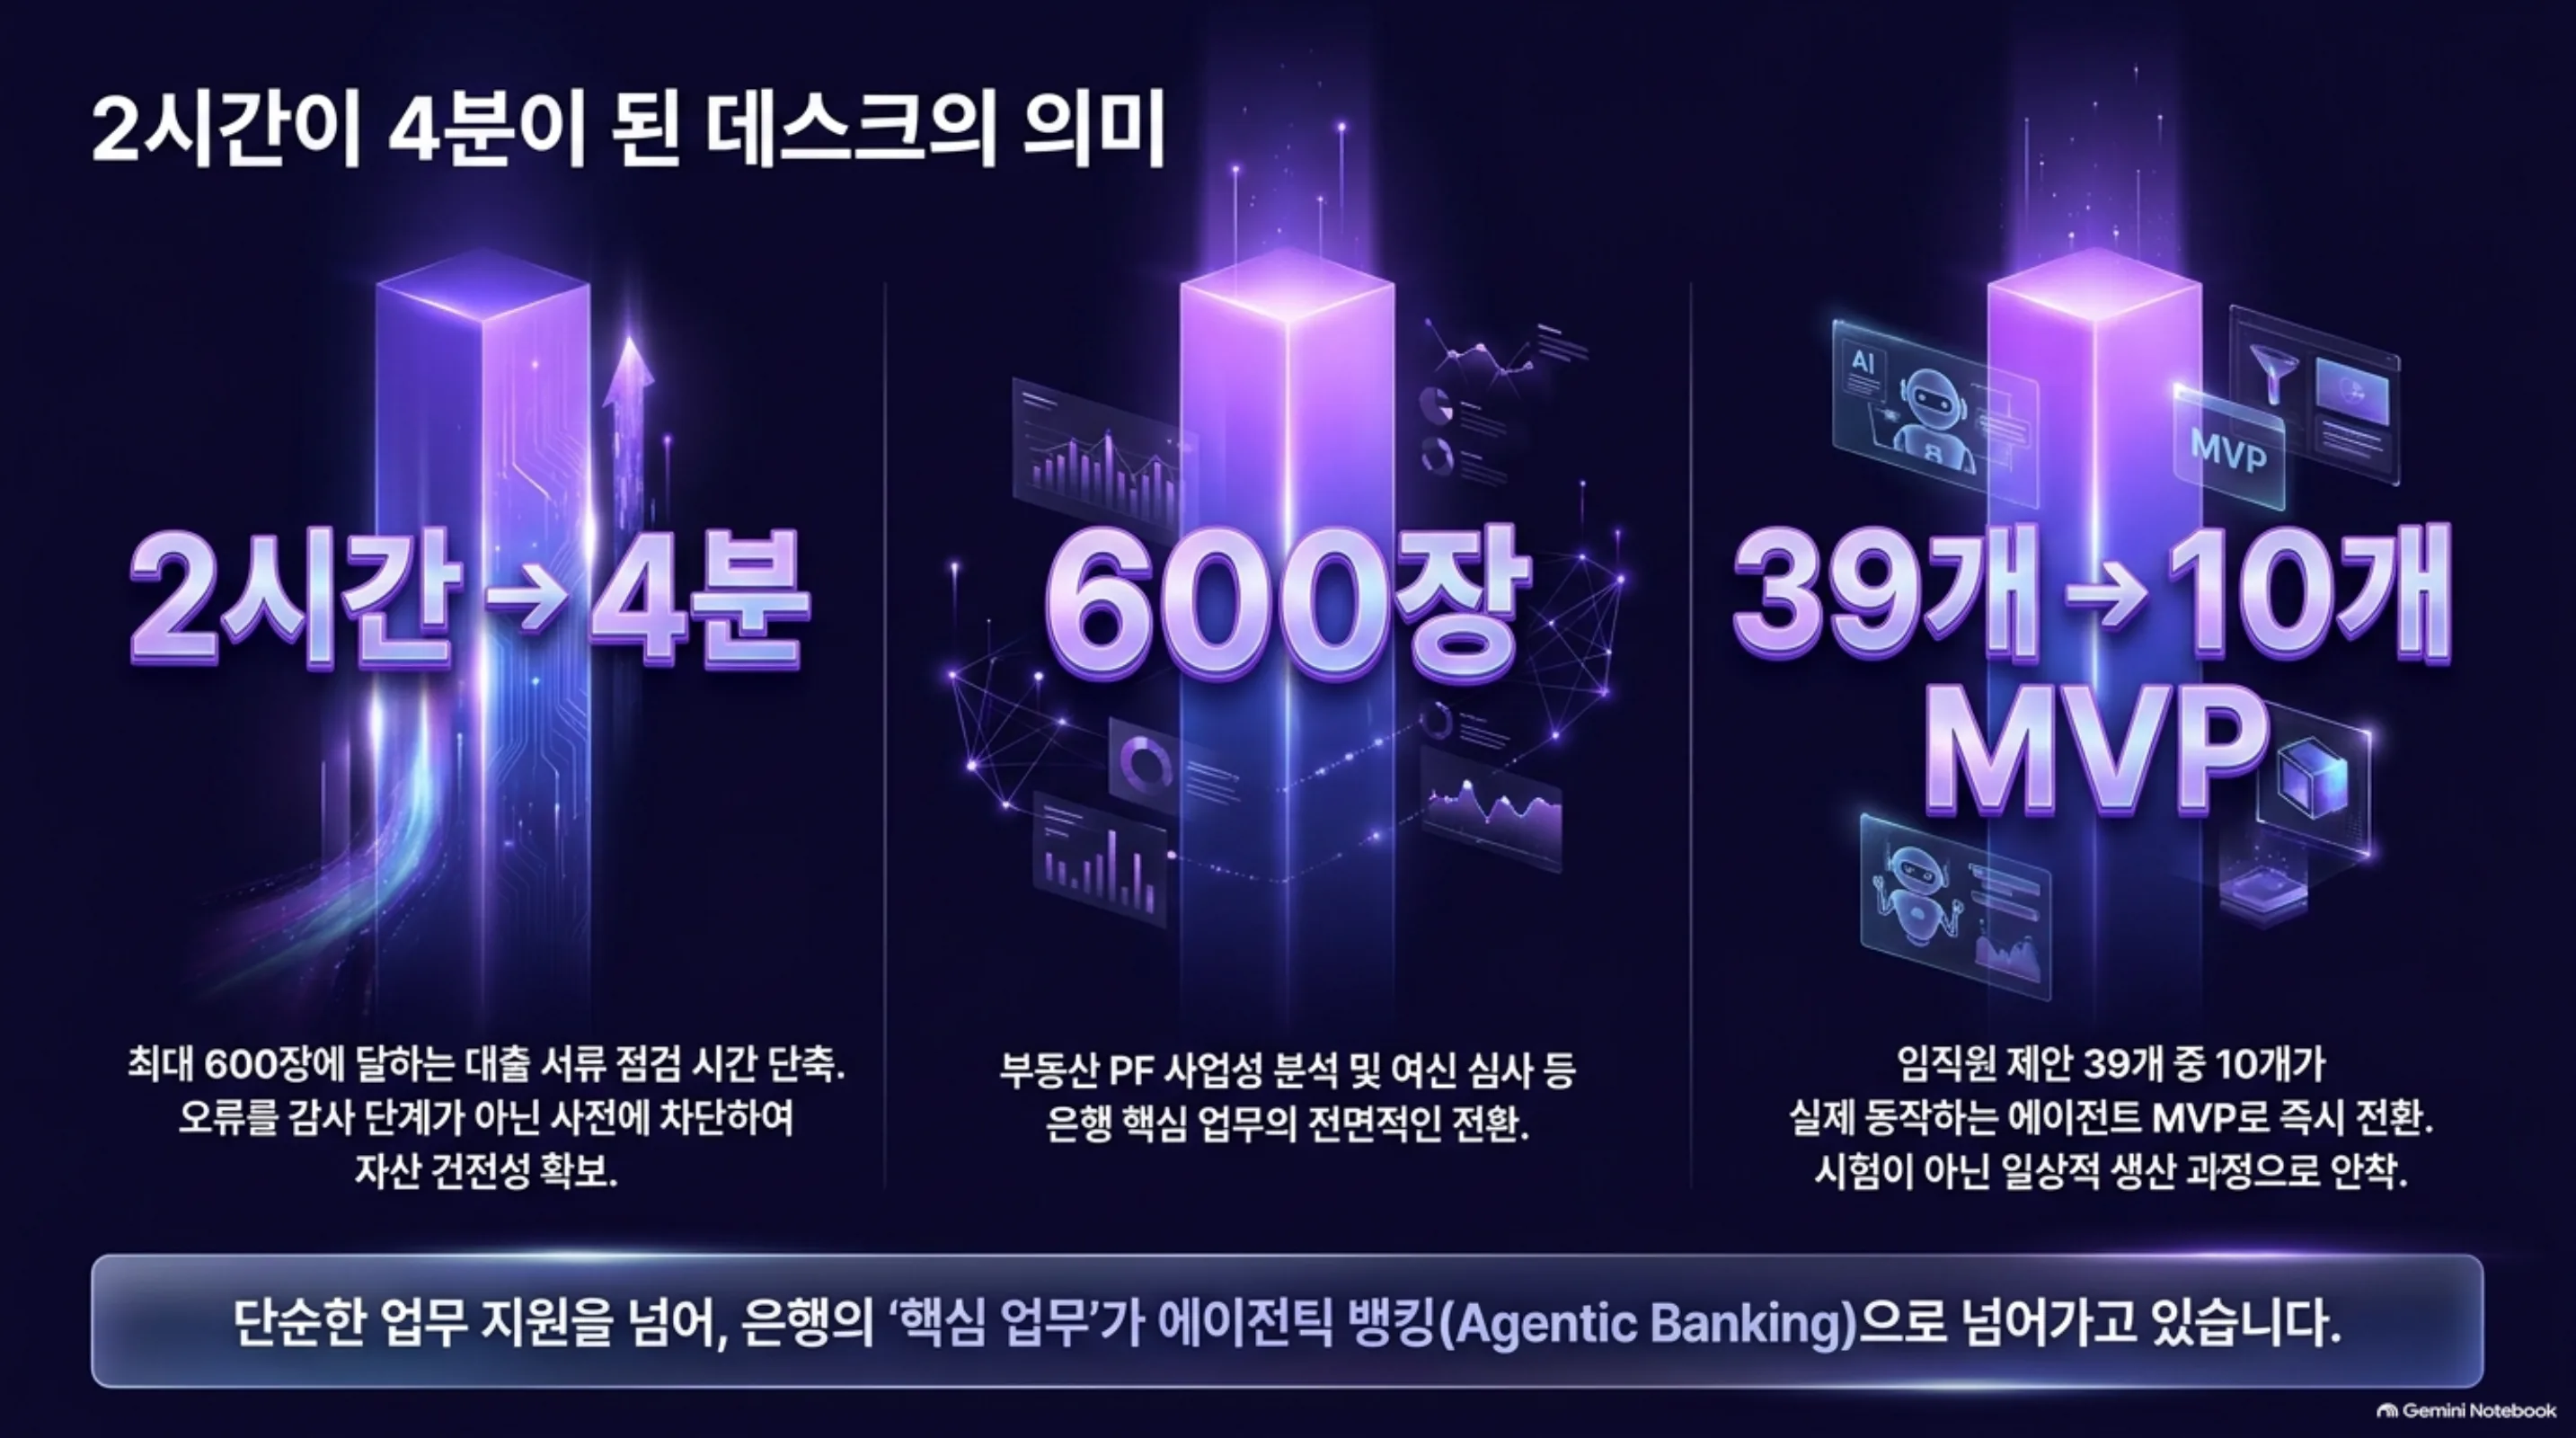 2시간이 4분이 된 데스크의 의미
2시간→4분
최대 600장에 달하는 대출 서류 점검 시간 단축.
오류를 감사 단계가 아닌 사전에 차단하여
자산 건전성 확보.
600장
부동산 PF 사업성 분석 및 여신 심사 등
은행 핵심 업무의 전면적인 전환.
AI
MVP
39개→10개
MVP
임직원 제안 39개 중 10개가
실제 동작하는 에이전트 MVP로 즉시 전환.
시험이 아닌 일상적 생산 과정으로 안착.
단순한 업무 지원을 넘어, 은행의 ‘핵심 업무’가 에이전틱 뱅킹(Agentic Banking)으로 넘어가고 있습니다.
Gemini Notebook